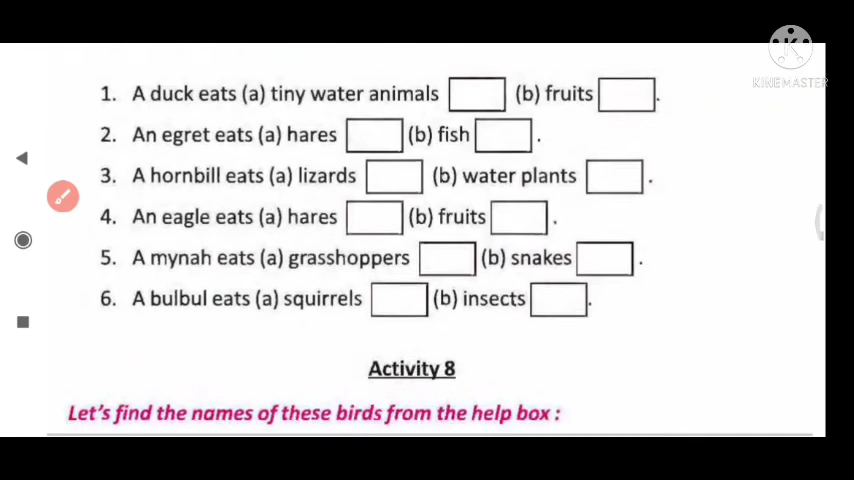 KINEMASTER
1. A duck eats (a) tiny water animals (b) fruits .
2. An egret eats (a) hares (b) fish .
3. A hornbill eats (a) lizards (b) water plants .
4. An eagle eats (a) hares (b) fruits .
5. A mynah eats (a) grasshoppers (b) snakes .
6. A bulbul eats (a) squirrels (b) insects .
Activity 8
Let's find the names of these birds from the help box :